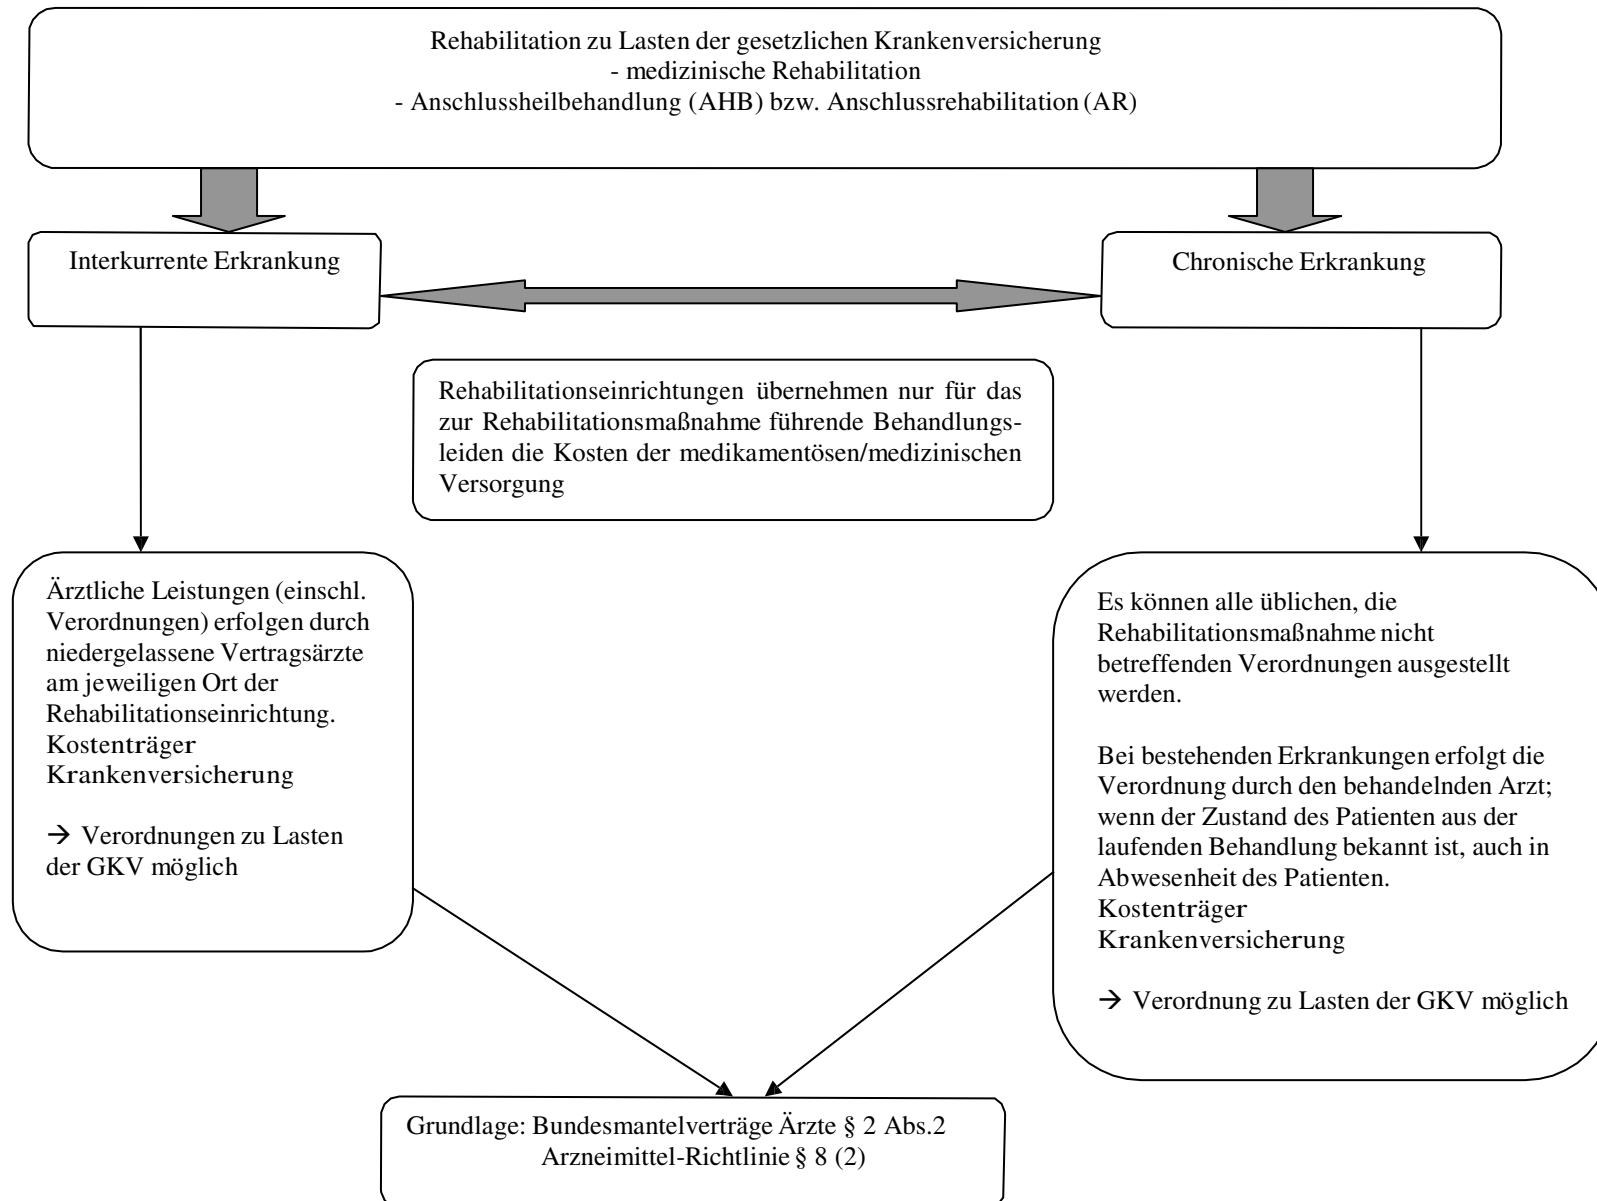 Rehabilitation zu Lasten der gesetzlichen Krankenversicherung
- medizinische Rehabilitation
- Anschlussheilbehandlung (AHB) bzw. Anschlussrehabilitation (AR)
Interkurrente Erkrankung
Chronische Erkrankung
Rehabilitationseinrichtungen übernehmen nur für das
zur Rehabilitationsmaßnahme führende Behandlungs-
leiden die Kosten der medikamentösen/medizinischen
Versorgung
Ärztliche Leistungen (einschl.
Verordnungen) erfolgen durch
niedergelassene Vertragsärzte
am jeweiligen Ort der
Rehabilitationseinrichtung.
Kostenträger
Krankenversicherung
→ Verordnungen zu Lasten
der GKV möglich
Es können alle üblichen, die
Rehabilitationsmaßnahme nicht
betreffenden Verordnungen ausgestellt
werden.
Bei bestehenden Erkrankungen erfolgt die
Verordnung durch den behandelnden Arzt;
wenn der Zustand des Patienten aus der
laufenden Behandlung bekannt ist, auch in
Abwesenheit des Patienten.
Kostenträger
Krankenversicherung
→ Verordnung zu Lasten der GKV möglich
Grundlage: Bundesmantelverträge Ärzte § 2 Abs.2
Arzneimittel-Richtlinie § 8 (2)